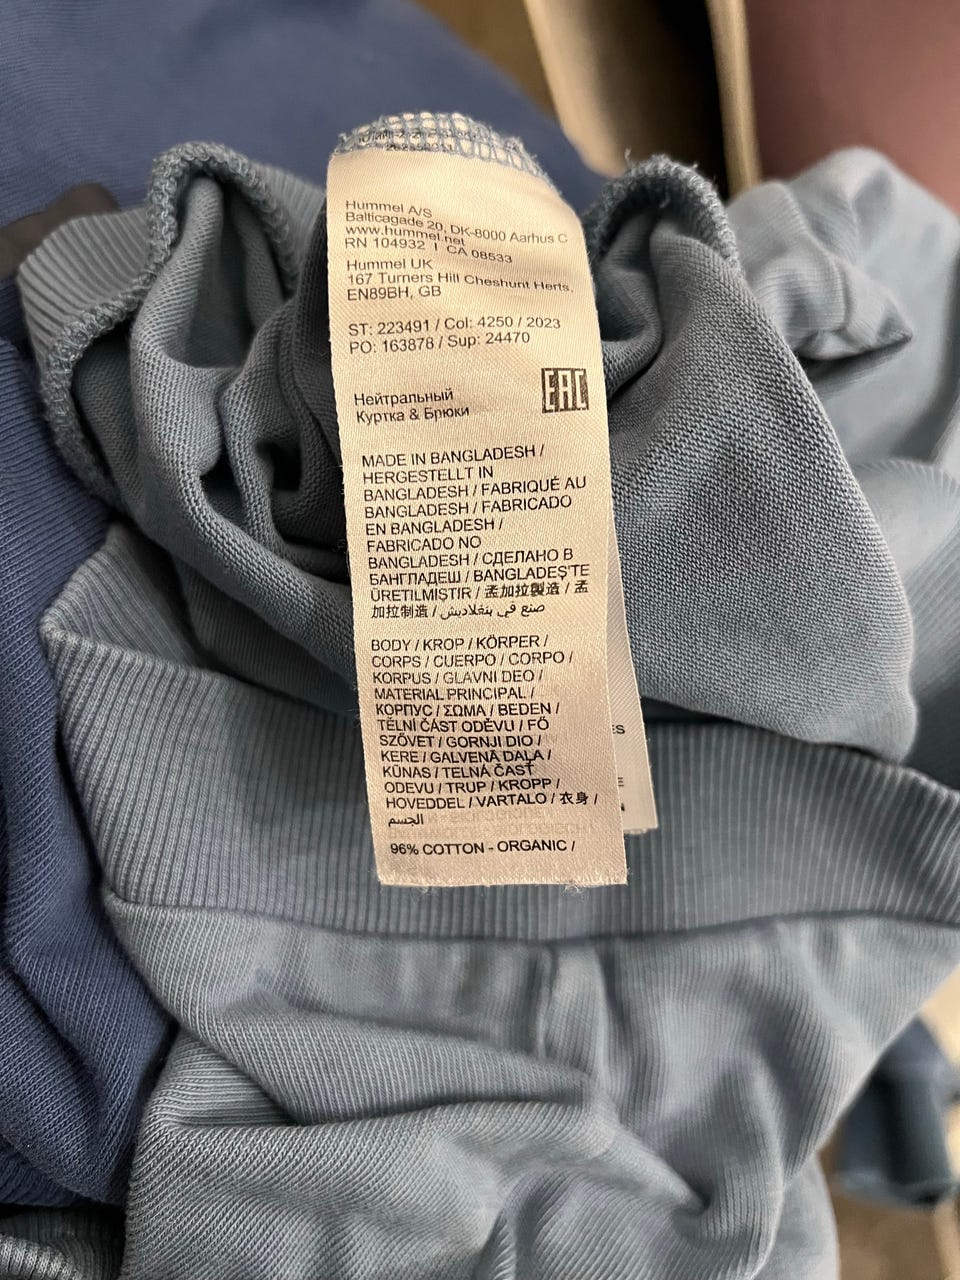 Hummel A/S
Balticagade 20, DK-8000 Aarhus C
www.hummel.net
RN 104932 | CA 08533
Hummel UK
167 Turners Hill Cheshunt Herts,
EN89BH, GB
ST: 223491 / Col: 4250 / 2023
PO: 163878 / Sup: 24470
EAC
Нейтральный
Куртка & Брюки
MADE IN BANGLADESH /
HERGESTELLT IN
BANGLADESH / FABRIQUÉ AU
BANGLADESH / FABRICADO
EN BANGLADESH /
FABRICADO NO
BANGLADESH / СДЕЛАНО В
БАНГЛАДЕШ / BANGLADEŞ'TE
ÜRETILMIŞTIR / 孟加拉製造 / 孟
加拉制造 / صنع في بنغلاديش
BODY / KROP / KÖRPER /
CORPS / CUERPO / CORPO /
KORPUS / GLAVNI DEO /
MATERIAL PRINCIPAL /
КОРПУС / ΣΩΜΑ / BEDEN /
TĚLNÍ ČÁST ODĚVU / FŐ
SZÖVET / GORNJI DIO /
KERE / GALVENĀ DAĻA /
KŪNAS / TELNÁ ČASŤ
ODEVU / TRUP / KROPP /
HOVEDDEL / VARTALO / 衣身 /
الجسم
96% COTTON - ORGANIC /